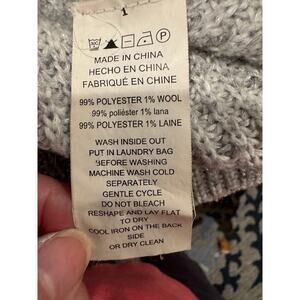 1
MADE IN CHINA
HECHO EN CHINA
FABRIQUÉ EN CHINE
99% POLYESTER 1% WOOL
99% poliéster 1% lana
99% POLYESTER 1% LAINE
WASH INSIDE OUT
PUT IN LAUNDRY BAG
BEFORE WASHING
MACHINE WASH COLD
SEPARATELY
GENTLE CYCLE
DO NOT BLEACH
RESHAPE AND LAY FLAT
TO DRY
COOL IRON ON THE BACK
SIDE
OR DRY CLEAN